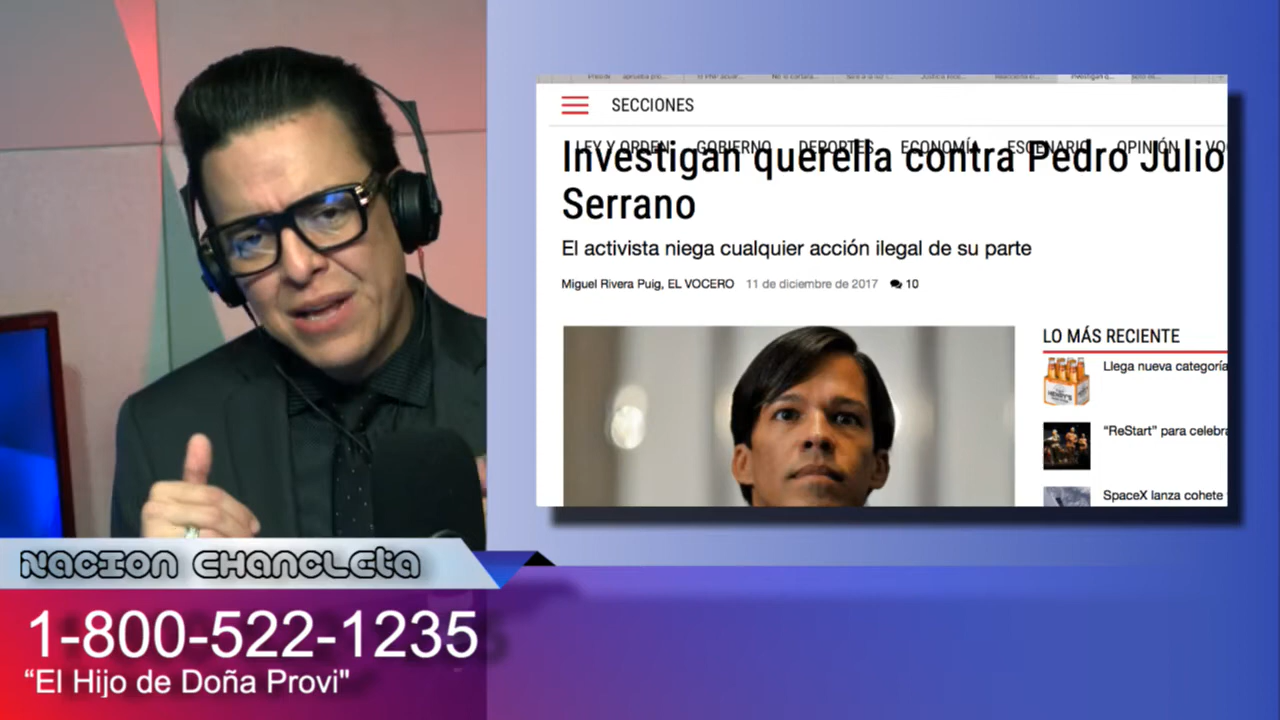 SECCIONES
LEY Y ORDEN GOBIERNO DEPORTES ECONOMÍA ESCENARIO OPINIÓN VO
Investigan querella contra Pedro Julio
Serrano
El activista niega cualquier acción ilegal de su parte
Miguel Rivera Puig, EL VOCERO 11 de diciembre de 2017 10
LO MÁS RECIENTE
Llega nueva categoría
"ReStart" para celebra
SpaceX lanza cohete
NACION CHANCLETA
1-800-522-1235
“El Hijo de Doña Provi"